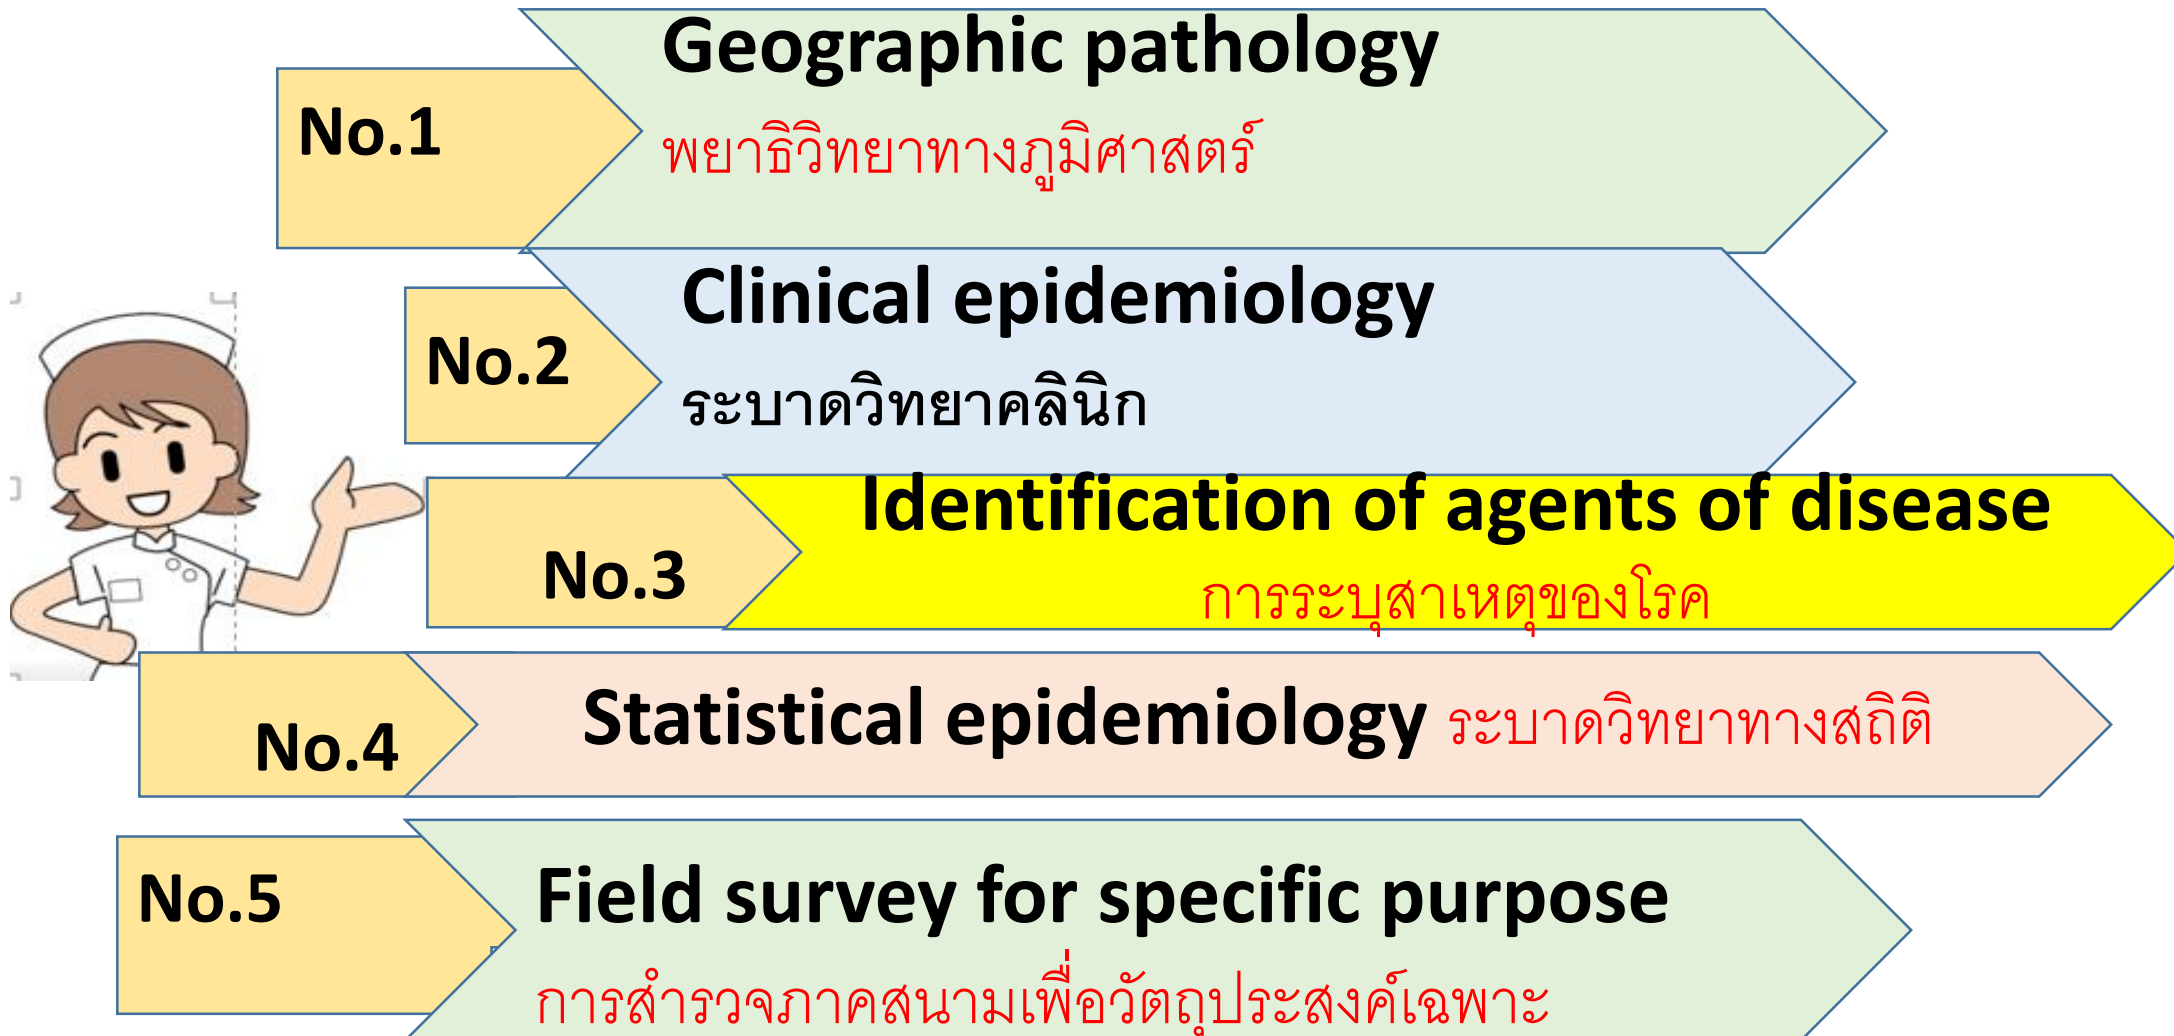 No.1
Geographic pathology
พยาธิวิทยาทางภูมิศาสตร์
No.2
Clinical epidemiology
ระบาดวิทยาคลินิก
No.3
Identification of agents of disease
การระบุสาเหตุของโรค
No.4
Statistical epidemiology ระบาดวิทยาทางสถิติ
No.5
Field survey for specific purpose
การสำรวจภาคสนามเพื่อวัตถุประสงค์เฉพาะ